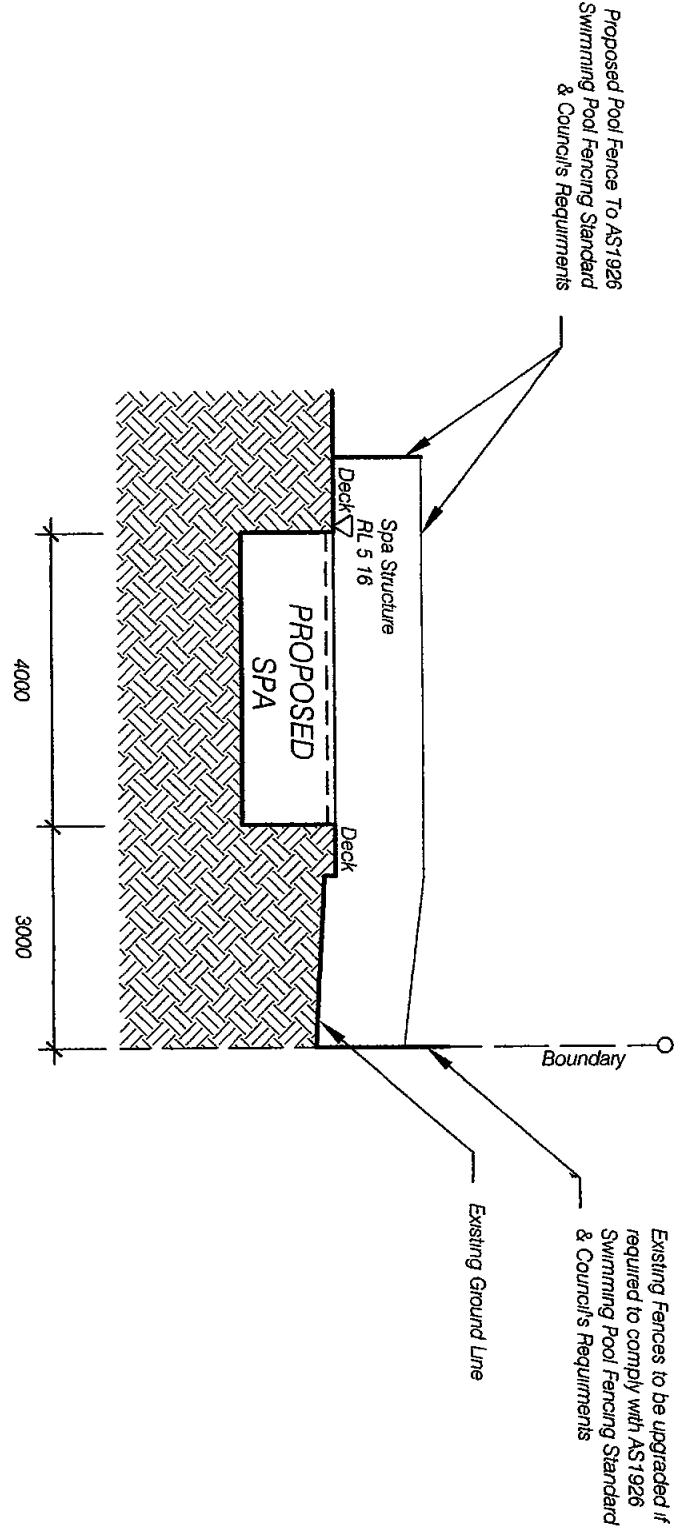 Proposed Pool Fence To AS1926
Swimming Pool Fencing Standard
& Council's Requirments
Existing Fences to be upgraded if
required to comply with AS1926
Swimming Pool Fencing Standard
& Council's Requirments
Boundary
Spa Structure
RL 5 16
Deck
Deck
PROPOSED
SPA
Existing Ground Line
4000
3000